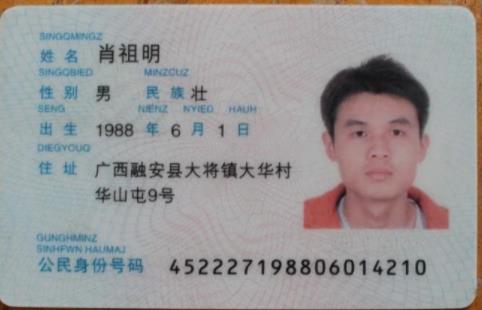 SINGQMINGZ
姓名 肖祖明
SINGQBIED MINZCUZ
性别 男 民族 壮
SENG NIENZ NYIED HAUH
出生 1988 年 6 月 1 日
DIEGYOUQ
住址 广西融安县大将镇大华村
华山屯9号
GUNGHMINZ
SINHFWN HAUMAJ
公民身份号码 452227198806014210